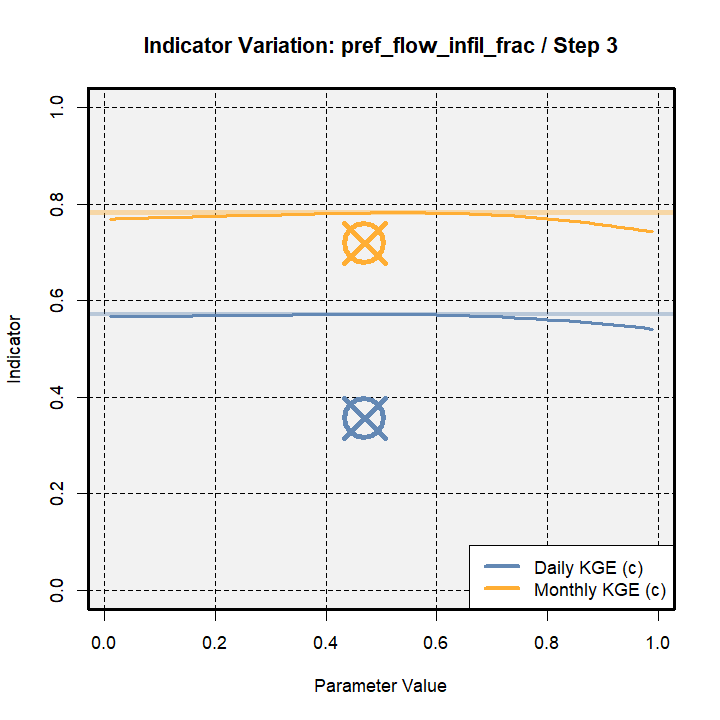 Indicator Variation: pref_flow_infil_frac / Step 3
Indicator
1.0
0.8
0.6
0.4
0.2
0.0
Daily KGE (c)
Monthly KGE (c)
0.0 0.2 0.4 0.6 0.8 1.0
Parameter Value